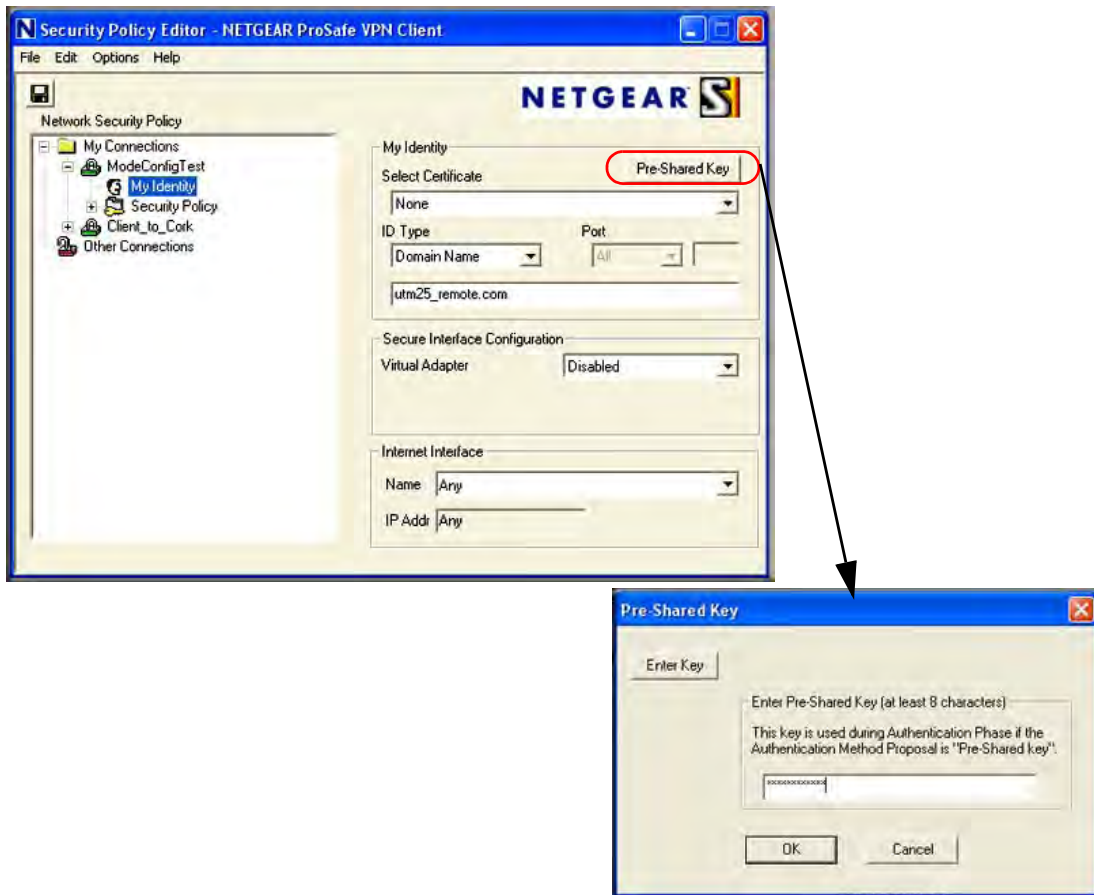 Security Policy Editor - NETGEAR ProSafe VPN Client
File Edit Options Help
NETGEAR
Network Security Policy
My Connections
ModeConfigTest
My Identity
Security Policy
Client_to_Cork
Other Connections
My Identity
Pre-Shared Key
Select Certificate
None
ID Type Port
Domain Name All
utm25_remote.com
Secure Interface Configuration
Virtual Adapter Disabled
Internet Interface
Name Any
IP Addr Any
Pre-Shared Key
Enter Key
Enter Pre-Shared Key (at least 8 characters)
This key is used during Authentication Phase if the
Authentication Method Proposal is "Pre-Shared key".
OK Cancel